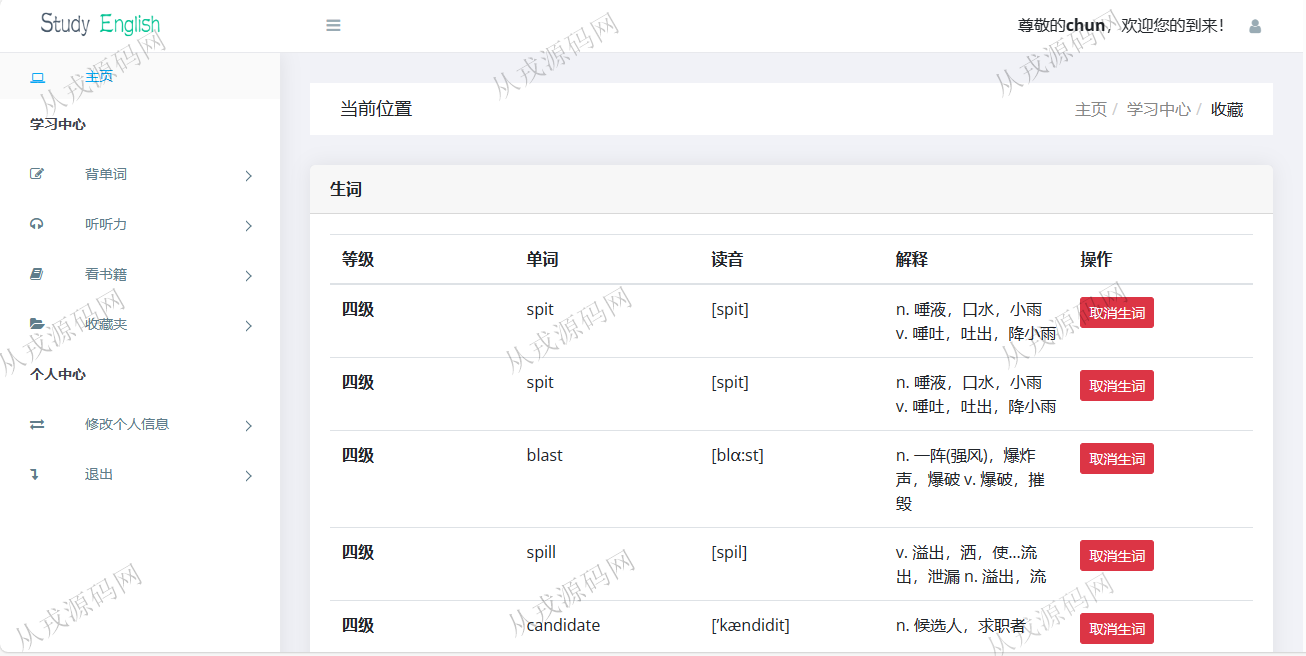 Study English
尊敬的chun，欢迎您的到来！
主页
学习中心
背单词
听听力
看书籍
收藏夹
个人中心
修改个人信息
退出
当前位置
主页 / 学习中心 / 收藏
生词
等级 单词 读音 解释 操作
四级 spit [spit] n. 唾液，口水，小雨 取消生词
v. 唾吐，吐出，降小雨
四级 spit [spit] n. 唾液，口水，小雨 取消生词
v. 唾吐，吐出，降小雨
四级 blast [blɑ:st] n. 一阵(强风)，爆炸 取消生词
声，爆破 v. 爆破，摧
毁
四级 spill [spil] v. 溢出，洒，使…流 取消生词
出，泄漏 n. 溢出，流
四级 candidate ['kændidit] n. 候选人，求职者 取消生词
从戎源码网
从戎源码网
从戎源码网
从戎源码网
从戎源码网
从戎源码网
从戎源码网
从戎源码网
从戎源码网